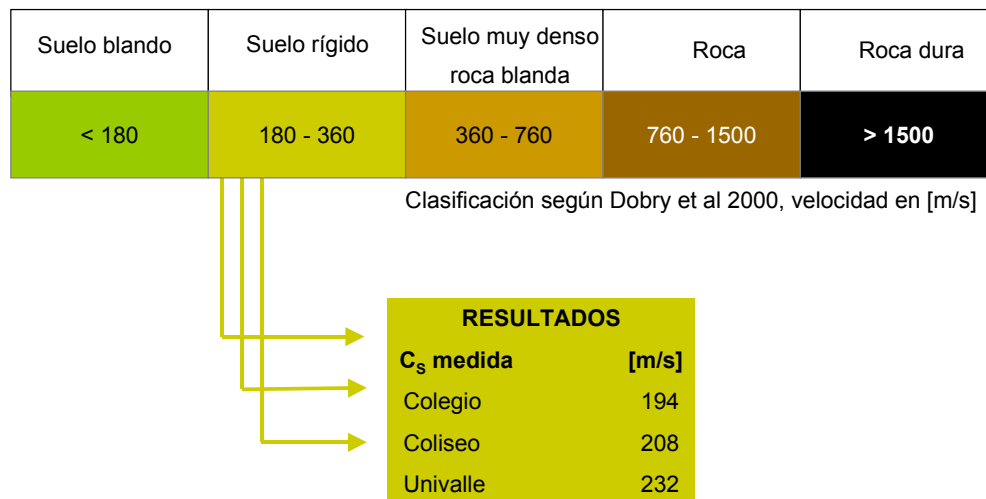 Suelo blando
Suelo rígido
Suelo muy denso
roca blanda
Roca
Roca dura
< 180
180 - 360
360 - 760
760 - 1500
> 1500
Clasificación según Dobry et al 2000, velocidad en [m/s]
RESULTADOS
CS medida [m/s]
Colegio 194
Coliseo 208
Univalle 232